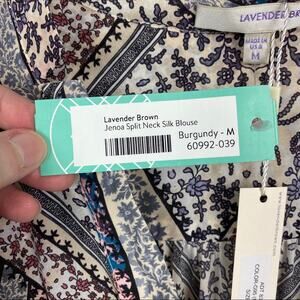 LAVENDER BR
MADE IN
USA
M
Lavender Brown
Jenoa Split Neck Silk Blouse
Burgundy - M
60992-039